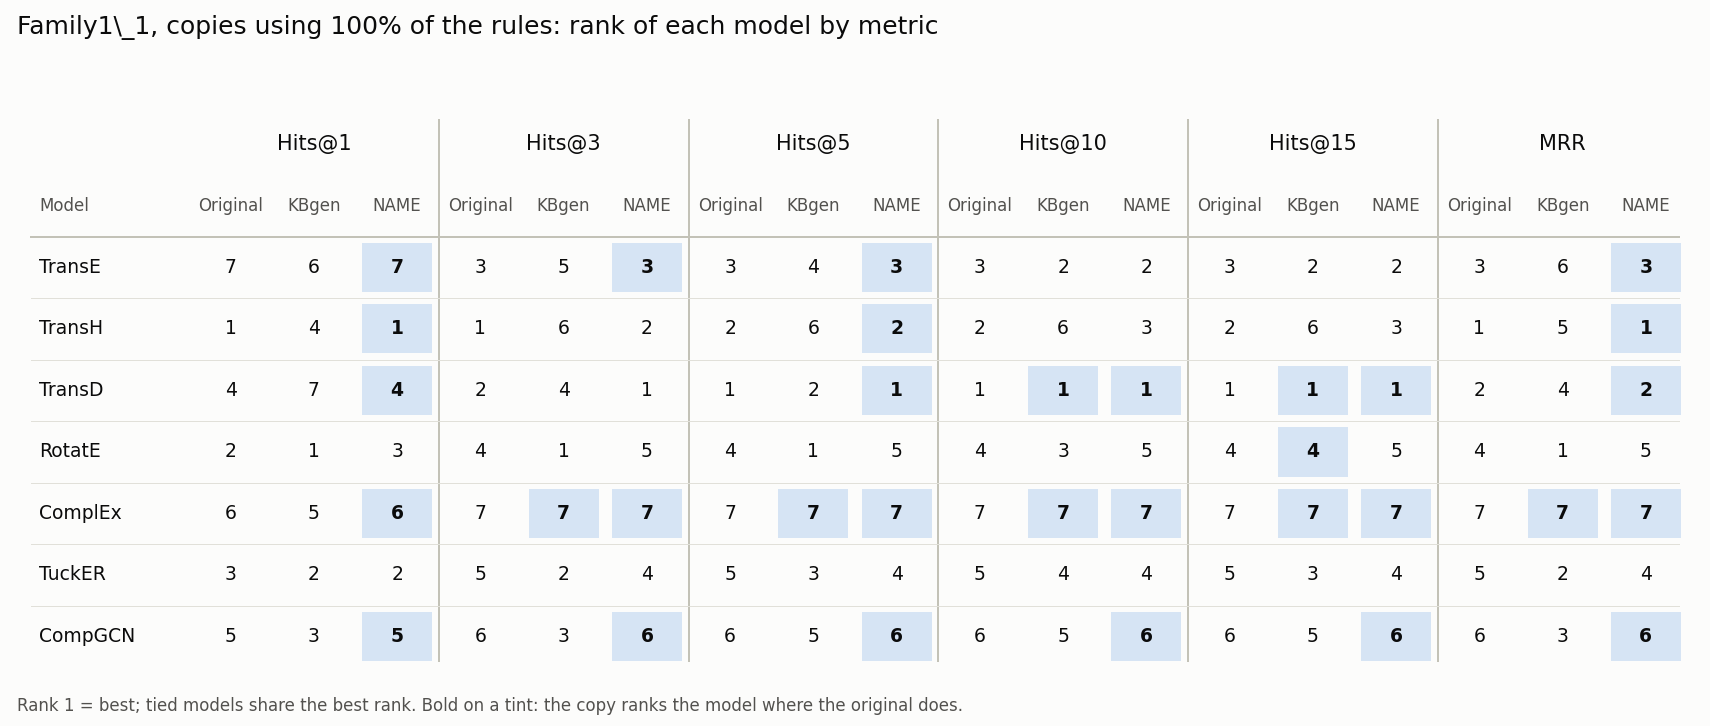 Family1\_1, copies using 100% of the rules: rank of each model by metric
Hits@1 Hits@3 Hits@5 Hits@10 Hits@15 MRR
Model Original KBgen NAME Original KBgen NAME Original KBgen NAME Original KBgen NAME Original KBgen NAME Original KBgen NAME
TransE 7 6 7 3 5 3 3 4 3 3 2 2 3 2 2 3 6 3
TransH 1 4 1 1 6 2 2 6 2 2 6 3 2 6 3 1 5 1
TransD 4 7 4 2 4 1 1 2 1 1 1 1 1 1 1 2 4 2
RotatE 2 1 3 4 1 5 4 1 5 4 3 5 4 4 5 4 1 5
ComplEx 6 5 6 7 7 7 7 7 7 7 7 7 7 7 7 7 7 7
TuckER 3 2 2 5 2 4 5 3 4 5 4 4 5 3 4 5 2 4
CompGCN 5 3 5 6 3 6 6 5 6 6 5 6 6 5 6 6 3 6
Rank 1 = best; tied models share the best rank. Bold on a tint: the copy ranks the model where the original does.